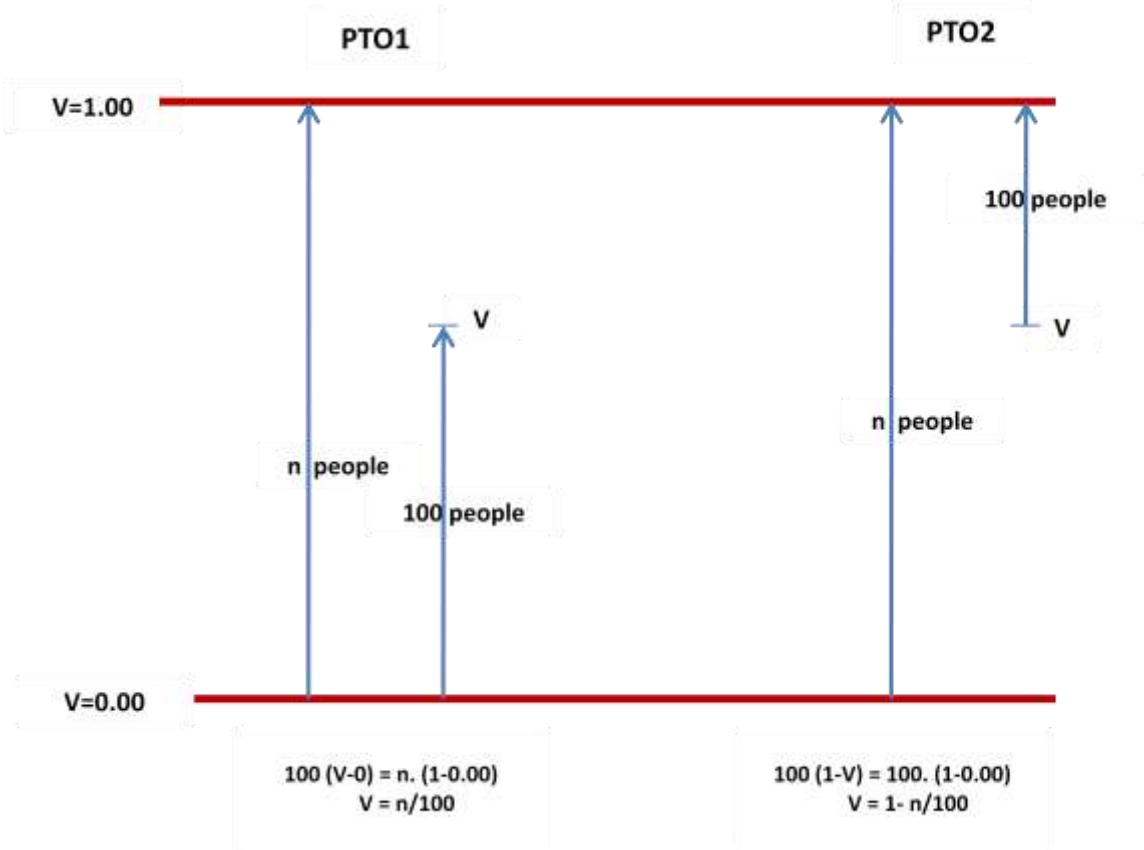 PTO1
PTO2
V=1.00
100 people
V
V
n people
n people
100 people
V=0.00
100 (V-0) = n. (1-0.00)
V = n/100
100 (1-V) = 100. (1-0.00)
V = 1- n/100